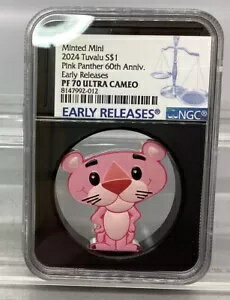 Minted Mini
2024 Tuvalu S$1
Pink Panther 60th Anniv.
Early Releases
PF 70 ULTRA CAMEO
8147992-012
EARLY RELEASES
NGC